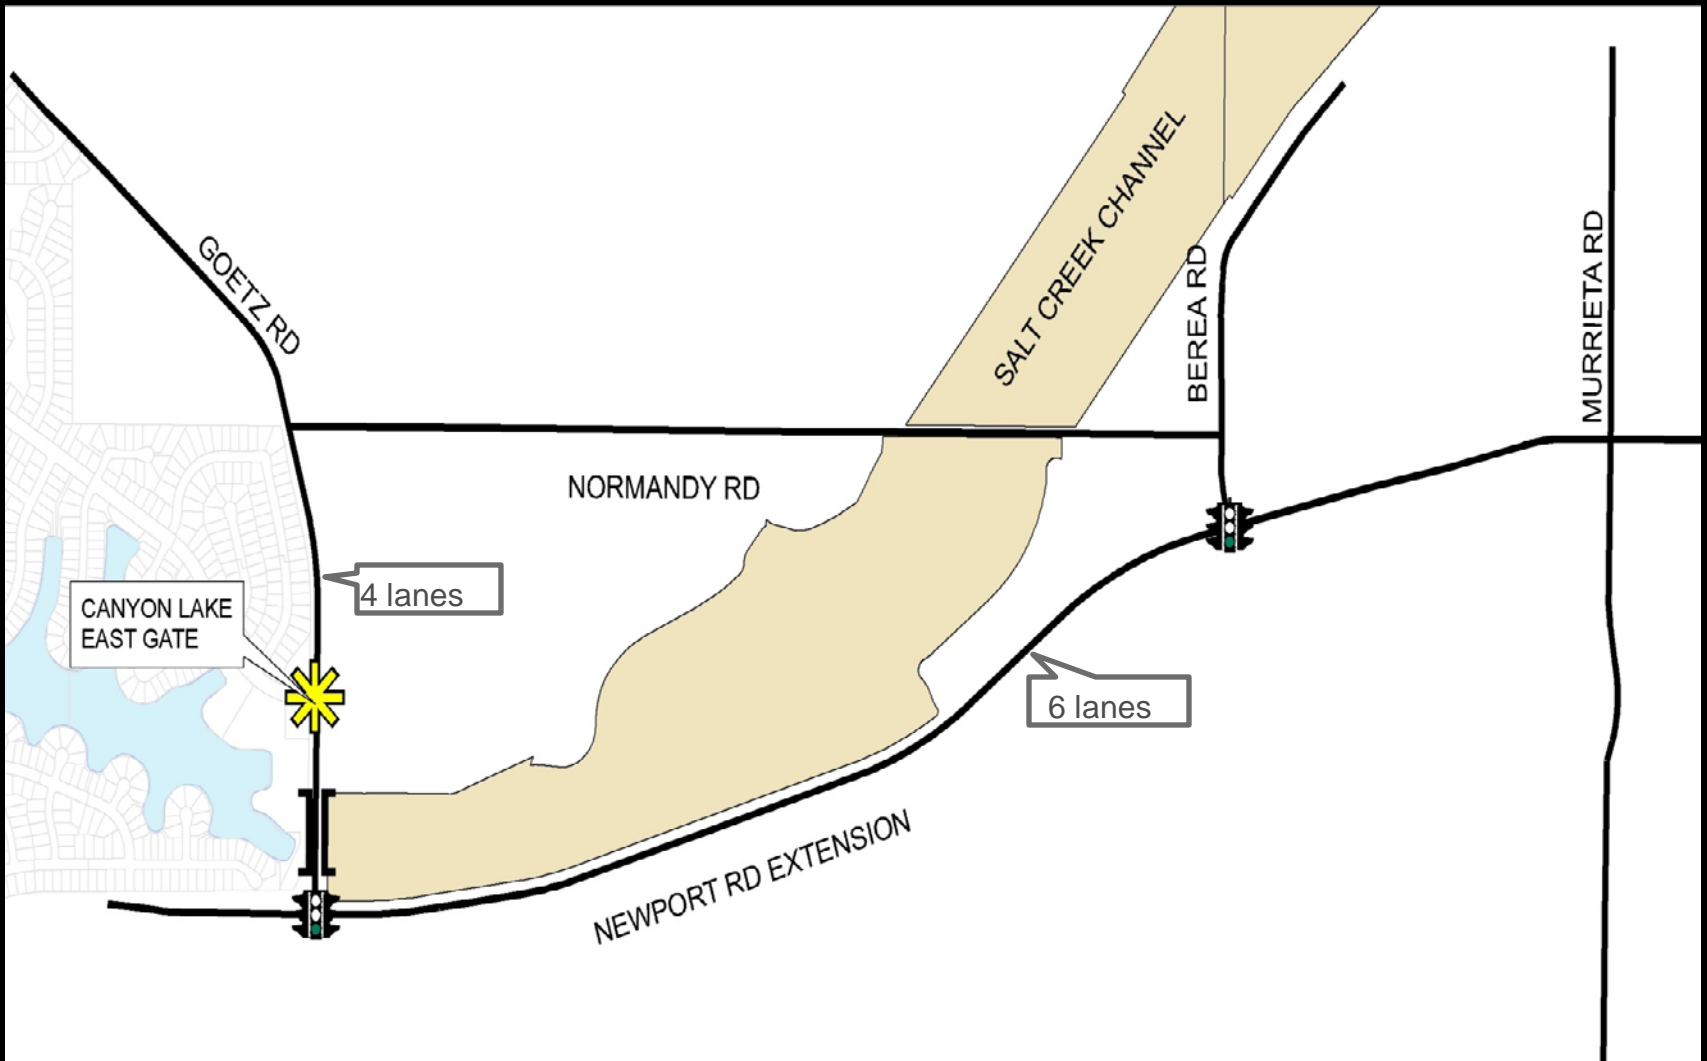 SALT CREEK CHANNEL
GOETZ RD
BEREA RD
MURRIETA RD
NORMANDY RD
4 lanes
CANYON LAKE
EAST GATE
6 lanes
NEWPORT RD EXTENSION